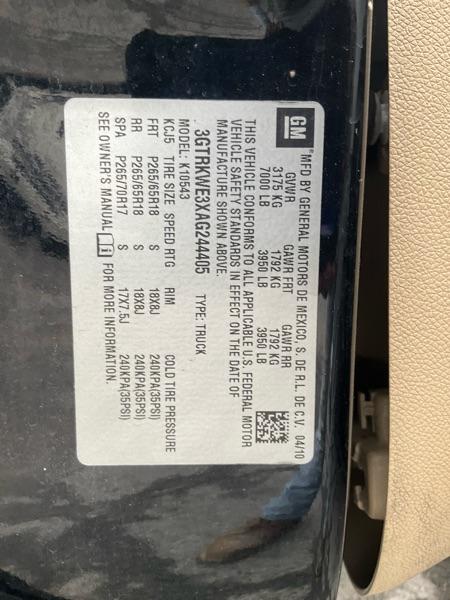 GM
MFD BY GENERAL MOTORS DE MEXICO, S. DE R.L. DE C.V. 04/10
GVWR GAWR FRT GAWR RR
3175 KG 1792 KG 1792 KG
7000 LB 3950 LB 3950 LB
THIS VEHICLE CONFORMS TO ALL APPLICABLE U.S. FEDERAL MOTOR
VEHICLE SAFETY STANDARDS IN EFFECT ON THE DATE OF
MANUFACTURE SHOWN ABOVE.
3GTRKWE3XAG244405 TYPE: TRUCK
MODEL: K10543
KCJ5 TIRE SIZE SPEED RTG RIM COLD TIRE PRESSURE
FRT P265/65R18 S 18X8J 240KPA(35PSI)
RR P265/65R18 S 18X8J 240KPA(35PSI)
SPA P265/70R17 S 17X7.5J 240KPA(35PSI)
SEE OWNER'S MANUAL i FOR MORE INFORMATION.